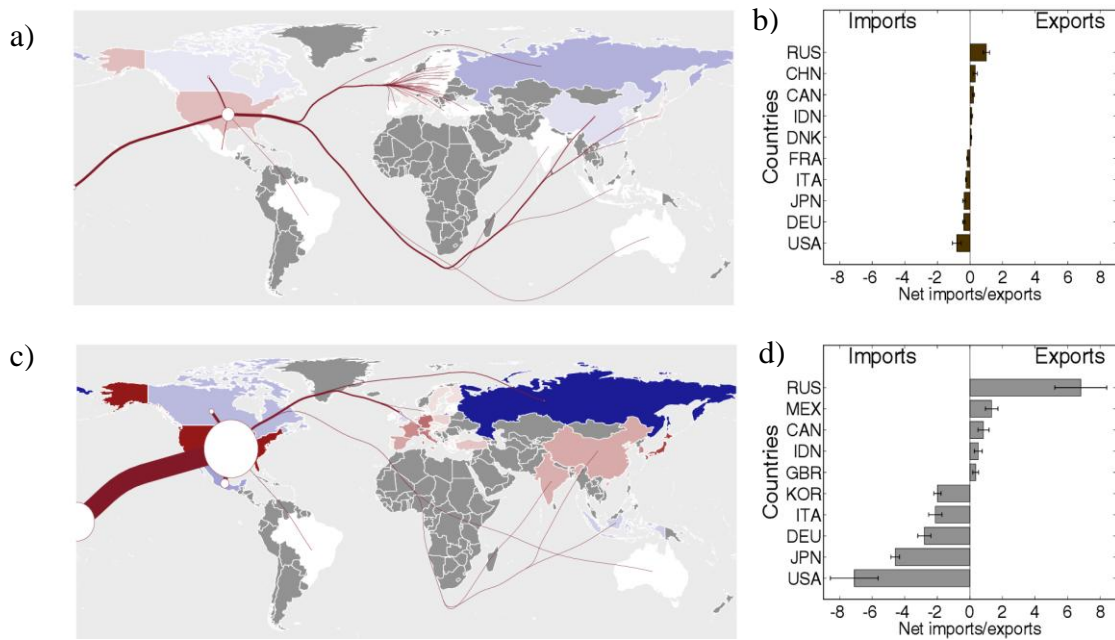 a)
b)
Imports Exports
RUS
CHN
CAN
IDN
DNK
FRA
ITA
JPN
DEU
USA
Countries
-8 -6 -4 -2 0 2 4 6 8
Net imports/exports
c)
d)
Imports Exports
RUS
MEX
CAN
IDN
GBR
KOR
ITA
DEU
JPN
USA
Countries
-8 -6 -4 -2 0 2 4 6 8
Net imports/exports